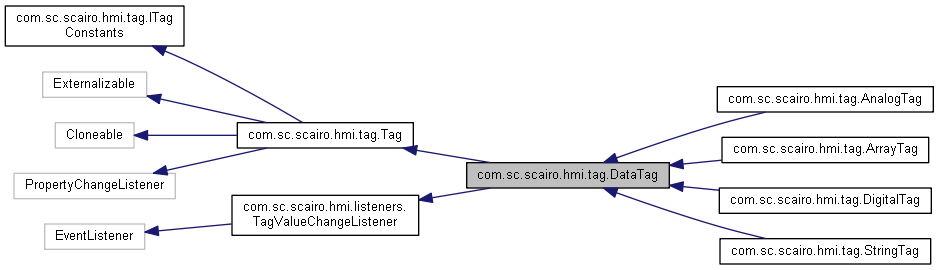 com.sc.scairo.hmi.tag.ITag
Constants
Externalizable
Cloneable
PropertyChangeListener
EventListener
com.sc.scairo.hmi.tag.Tag
com.sc.scairo.hmi.listeners.
TagValueChangeListener
com.sc.scairo.hmi.tag.DataTag
com.sc.scairo.hmi.tag.AnalogTag
com.sc.scairo.hmi.tag.ArrayTag
com.sc.scairo.hmi.tag.DigitalTag
com.sc.scairo.hmi.tag.StringTag